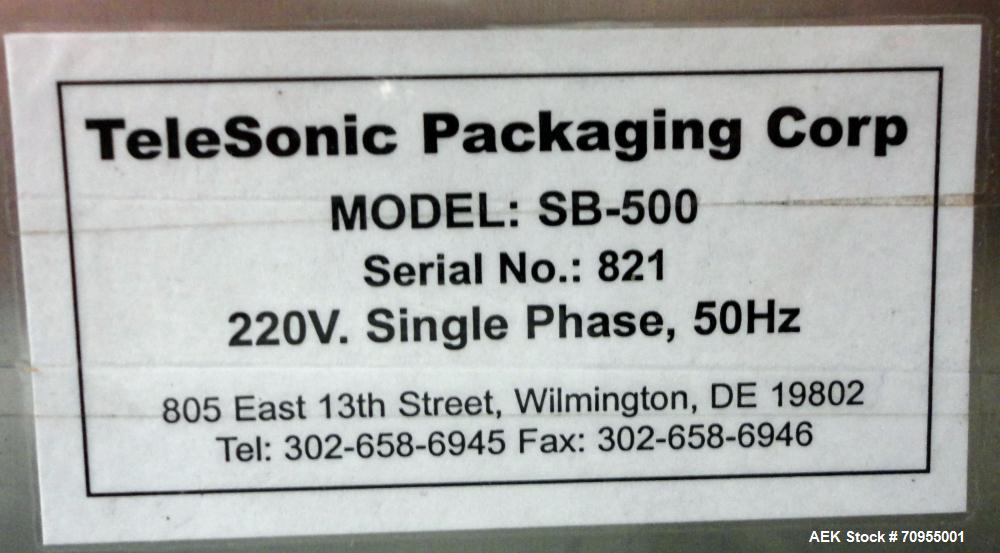 TeleSonic Packaging Corp
MODEL: SB-500
Serial No.: 821
220V. Single Phase, 50Hz
805 East 13th Street, Wilmington, DE 19802
Tel: 302-658-6945 Fax: 302-658-6946
AEK Stock # 70955001